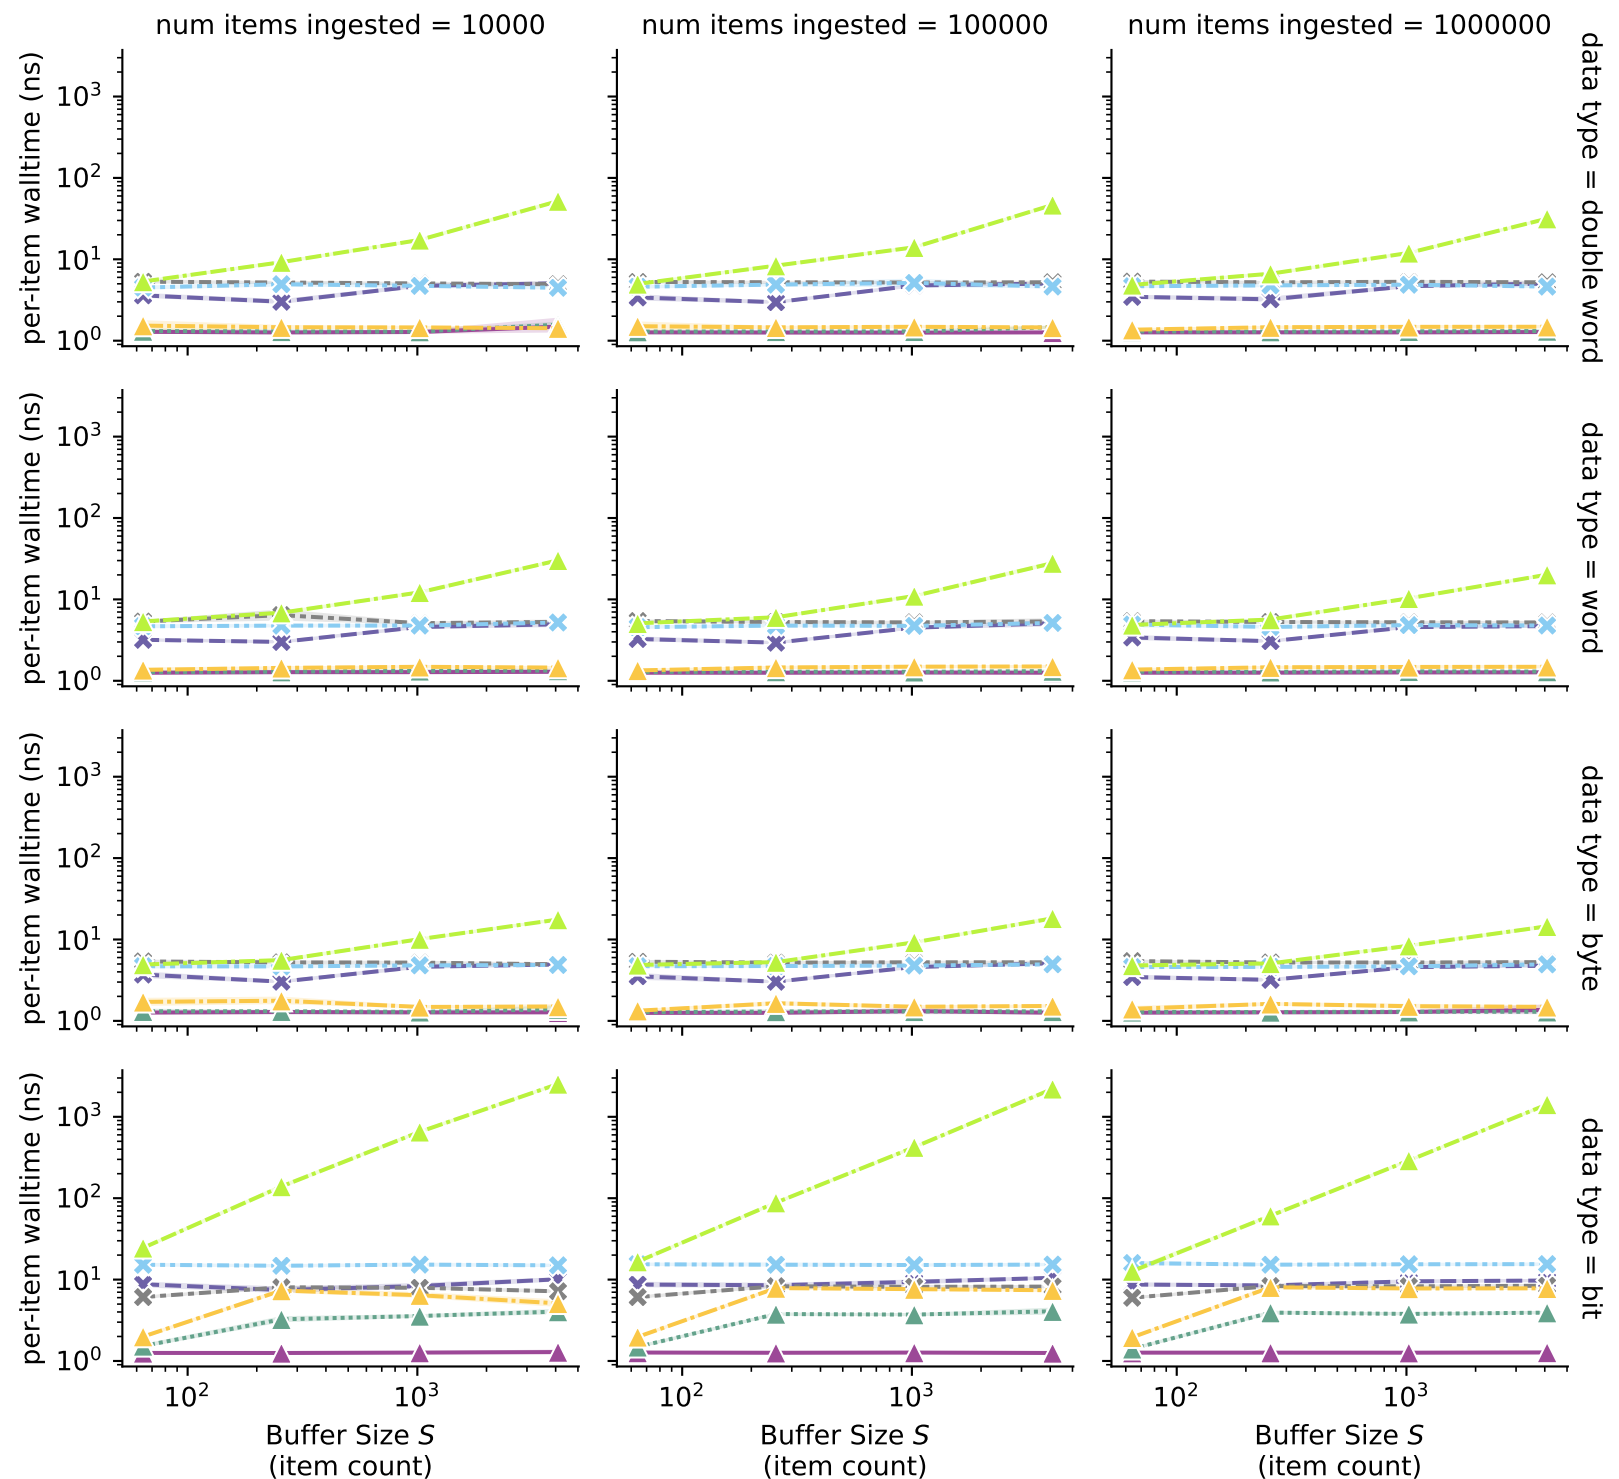 num items ingested = 10000
num items ingested = 100000
num items ingested = 1000000
per-item walltime (ns)
10³
10²
10¹
10⁰
data type = double word
per-item walltime (ns)
10³
10²
10¹
10⁰
data type = word
per-item walltime (ns)
10³
10²
10¹
10⁰
data type = byte
per-item walltime (ns)
10³
10²
10¹
10⁰
data type = bit
10² 10³
10² 10³
10² 10³
Buffer Size S
(item count)
Buffer Size S
(item count)
Buffer Size S
(item count)